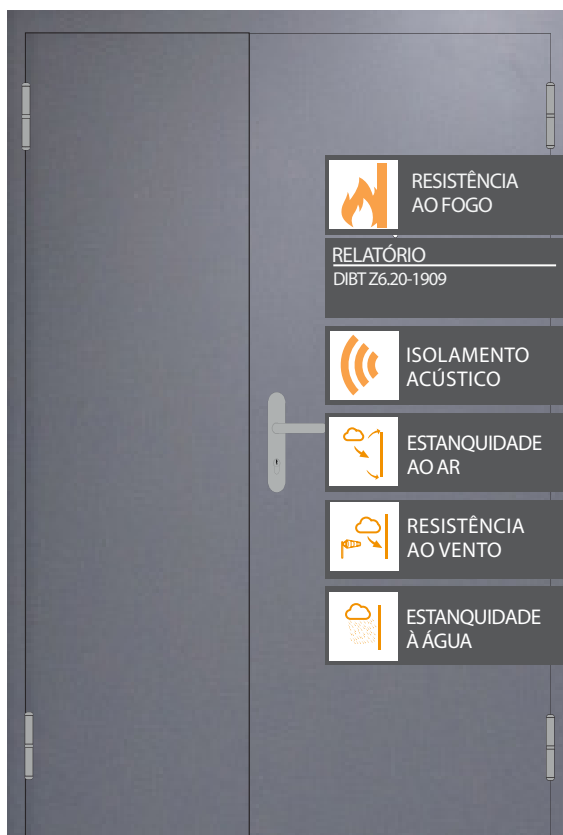 RESISTÊNCIA
AO FOGO
RELATÓRIO
DIBT Z6.20-1909
ISOLAMENTO
ACÚSTICO
ESTANQUIDADE
AO AR
RESISTÊNCIA
AO VENTO
ESTANQUIDADE
À ÁGUA